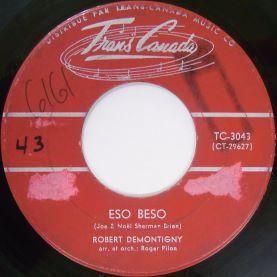 DISTRIBUÉ PAR TRANS-CANADA MUSIC CO
Trans Canada
6161
43
TC-3043
(CT-29627)
ESO BESO
(Joe & Noël Sherman-Brien)
ROBERT DEMONTIGNY
arr. et orch.: Roger Pilon